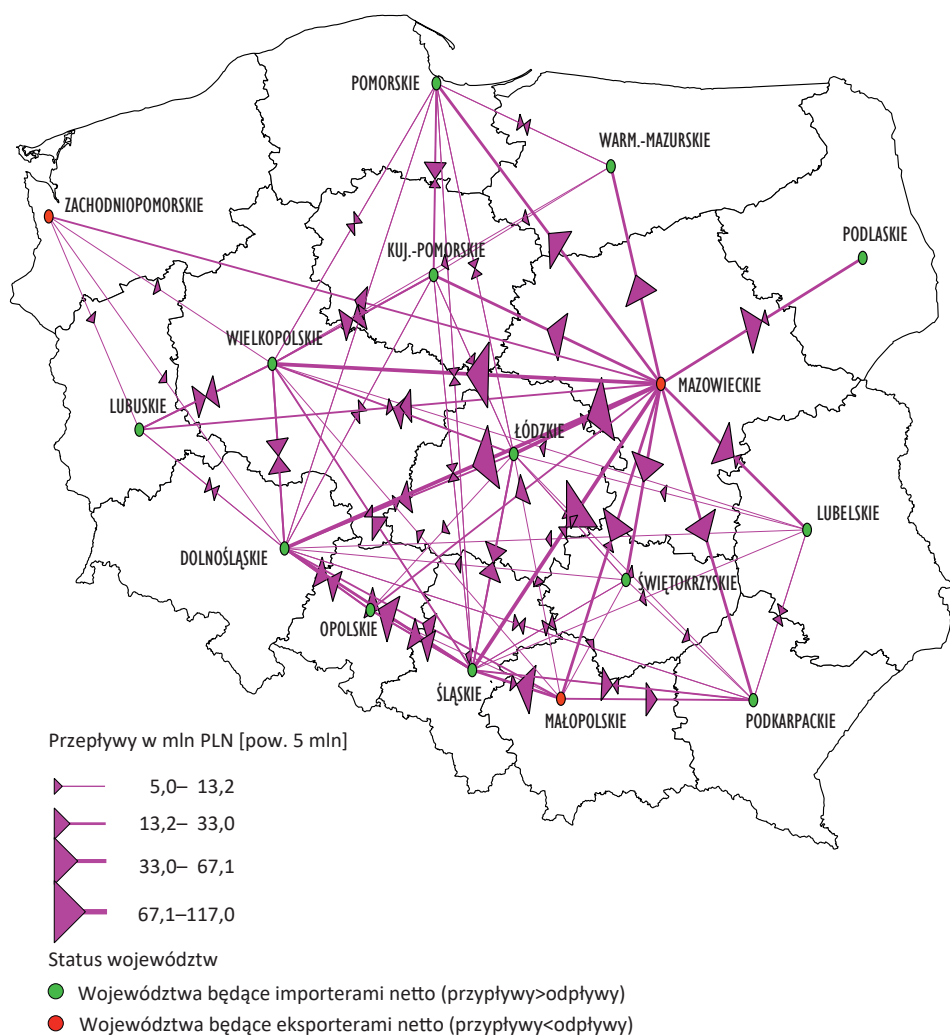 POMORSKIE
WARM.-MAZURSKIE
ZACHODNIOPOMORSKIE
PODLASKIE
KUJ.-POMORSKIE
WIELKOPOLSKIE
MAZOWIECKIE
LUBUSKIE
ŁÓDZKIE
LUBELSKIE
DOLNOŚLĄSKIE
ŚWIĘTOKRZYSKIE
OPOLSKIE
ŚLĄSKIE
MAŁOPOLSKIE
PODKARPACKIE
Przepływy w mln PLN [pow. 5 mln]
5,0– 13,2
13,2– 33,0
33,0– 67,1
67,1–117,0
Status województw
Województwa będące importerami netto (przypływy>odpływy)
Województwa będące eksporterami netto (przypływy<odpływy)